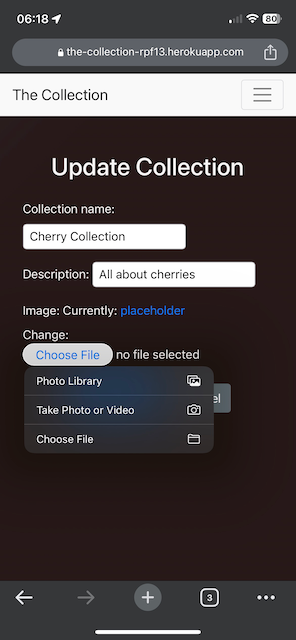 06:18
80
the-collection-rpf13.herokuapp.com
The Collection
Update Collection
Collection name:
Cherry Collection
Description: All about cherries
Image: Currently: placeholder
Change:
Choose File no file selected
Photo Library
Take Photo or Video
el
Choose File
3